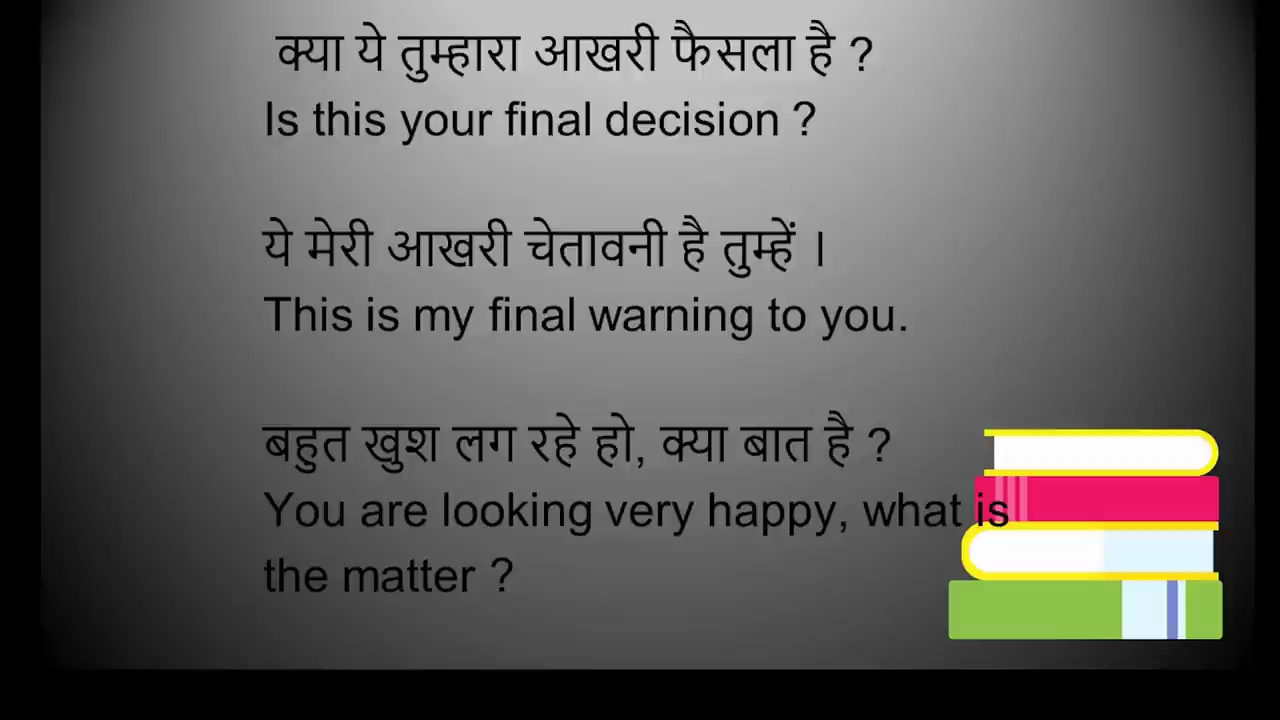 क्या ये तुम्हारा आखरी फैसला है ?
Is this your final decision ?
ये मेरी आखरी चेतावनी है तुम्हें ।
This is my final warning to you.
बहुत खुश लग रहे हो, क्या बात है ?
You are looking very happy, what is
the matter ?